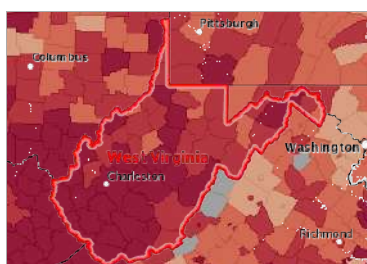 Pittsburgh
Columbus
Washington
West Virginia
Charleston
Richmond